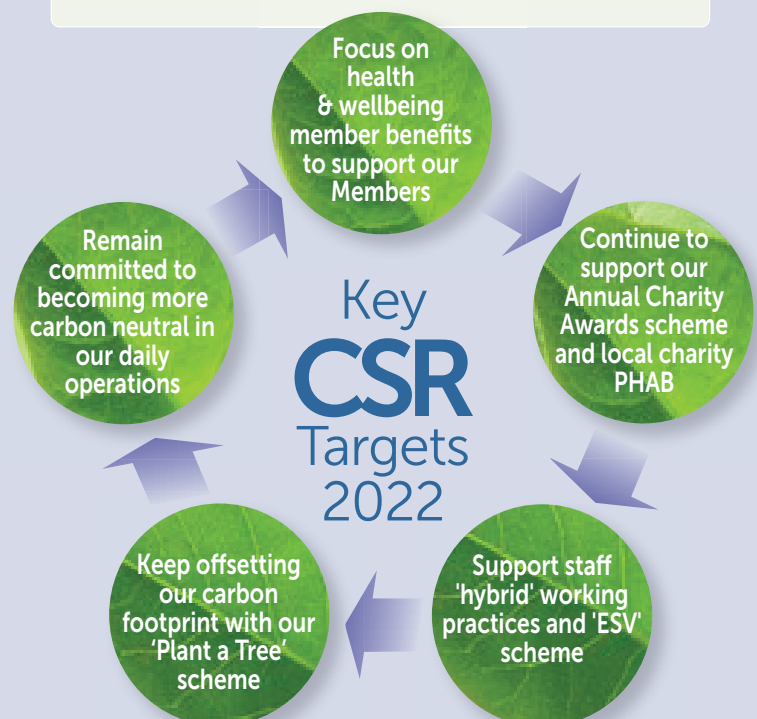 Focus on
health
& wellbeing
member benefits
to support our
Members
Continue to
support our
Annual Charity
Awards scheme
and local charity
PHAB
Support staff
'hybrid' working
practices and 'ESV'
scheme
Keep offsetting
our carbon
footprint with our
‘Plant a Tree’
scheme
Remain
committed to
becoming more
carbon neutral in
our daily
operations
Key
CSR
Targets
2022